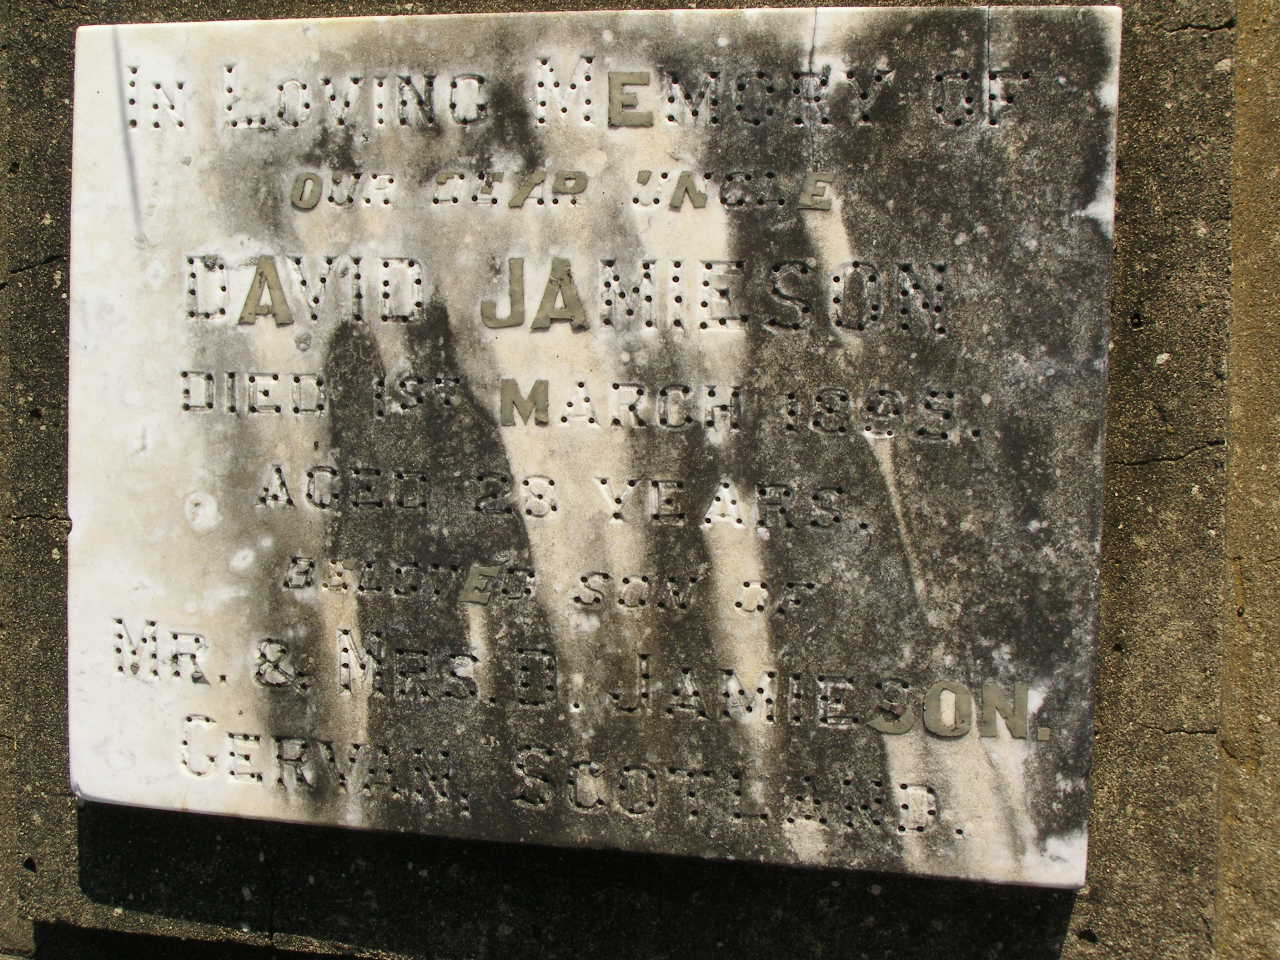 IN LOVING MEMORY OF
OUR DEAR UNCLE
DAVID JAMIESON
DIED 1ST MARCH 1895.
AGED 28 YEARS.
BELOVED SON OF
MR. & MRS. D JAMIESON.
GERVAN, SCOTLAND.